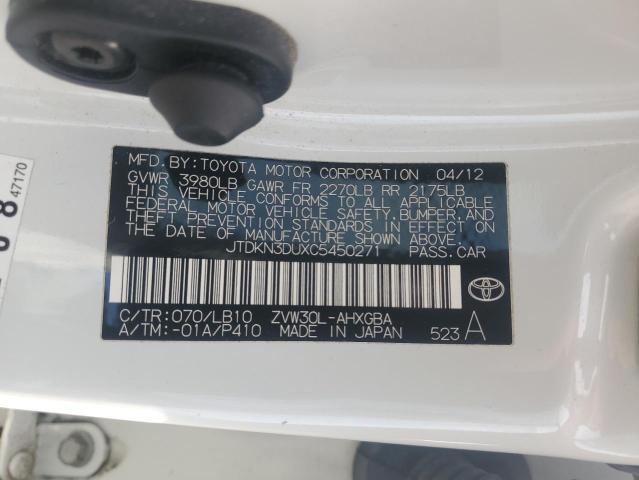 MFD.BY:TOYOTA MOTOR CORPORATION 04/12
GVWR 3980LB GAWR FR 2270LB RR 2175LB
THIS VEHICLE CONFORMS TO ALL APPLICABLE
FEDERAL MOTOR VEHICLE SAFETY,BUMPER,AND
THEFT PREVENTION STANDARDS IN EFFECT ON
THE DATE OF MANUFACTURE SHOWN ABOVE.
JTDKN3DUXC5450271 PASS.CAR
C/TR:070/LB10 ZVW30L-AHXGBA
A/TM:-01A/P410 MADE IN JAPAN 523 A
47170